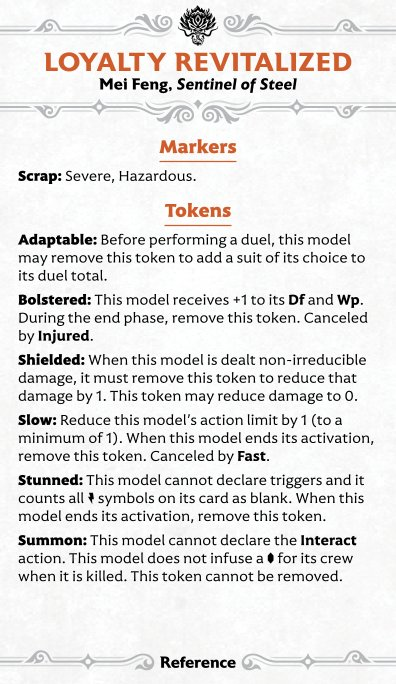 LOYALTY REVITALIZED
Mei Feng, Sentinel of Steel
Markers
Scrap: Severe, Hazardous.
Tokens
Adaptable: Before performing a duel, this model
may remove this token to add a suit of its choice to
its duel total.
Bolstered: This model receives +1 to its Df and Wp.
During the end phase, remove this token. Canceled
by Injured.
Shielded: When this model is dealt non-irreducible
damage, it must remove this token to reduce that
damage by 1. This token may reduce damage to 0.
Slow: Reduce this model's action limit by 1 (to a
minimum of 1). When this model ends its activation,
remove this token. Canceled by Fast.
Stunned: This model cannot declare triggers and it
counts all symbols on its card as blank. When this
model ends its activation, remove this token.
Summon: This model cannot declare the Interact
action. This model does not infuse a for its crew
when it is killed. This token cannot be removed.
Reference